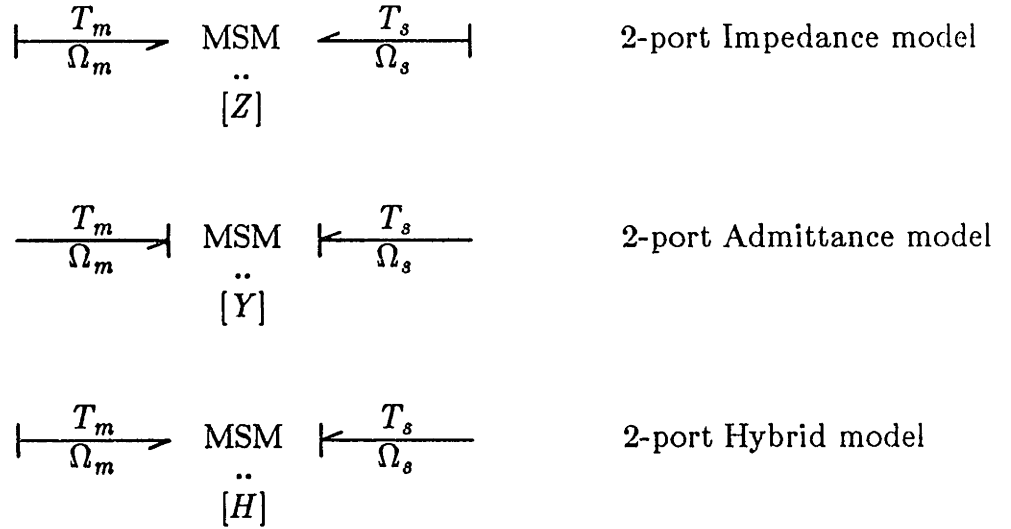 T_m MSM T_s 2-port Impedance model
Ω_m Ω_s
..
[Z]
T_m MSM T_s 2-port Admittance model
Ω_m Ω_s
..
[Y]
T_m MSM T_s 2-port Hybrid model
Ω_m Ω_s
..
[H]